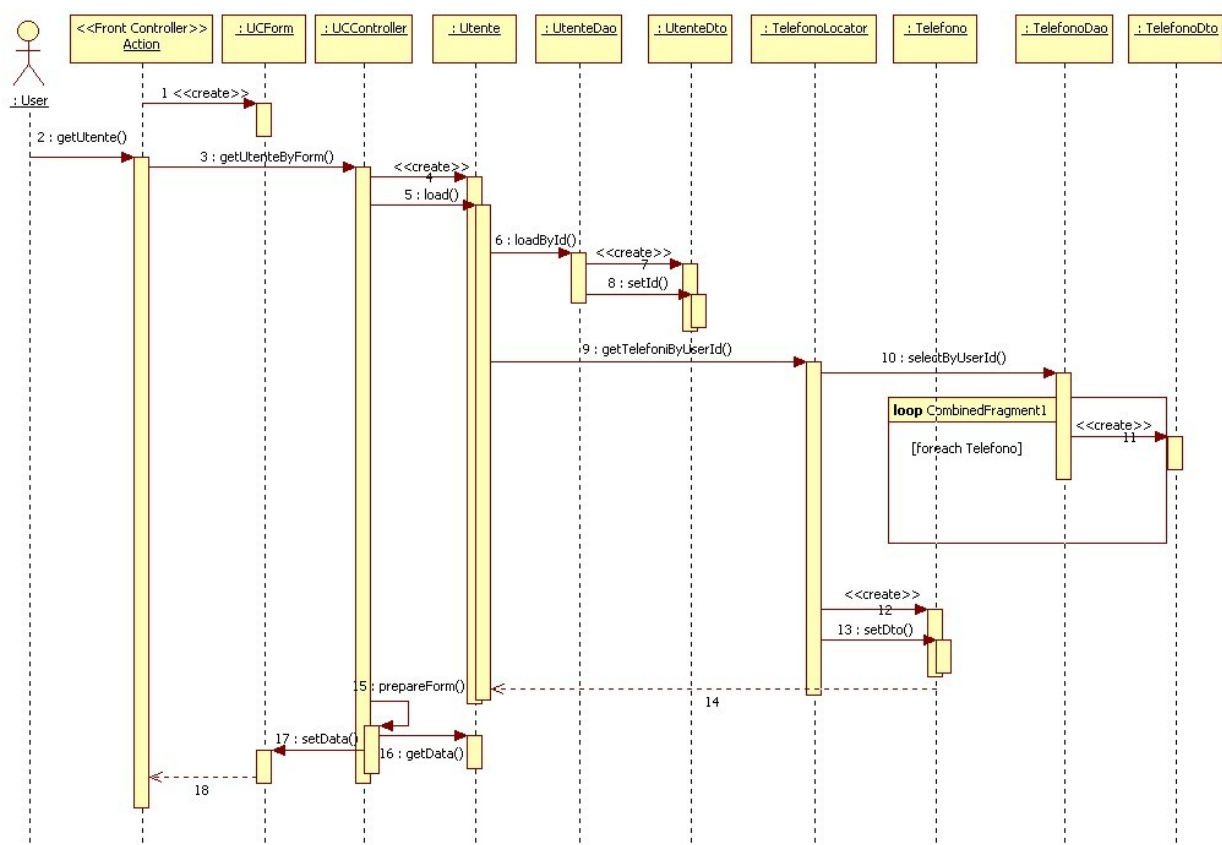 <<Front Controller>>
Action
: UCForm
: UCController
: Utente
: UtenteDao
: UtenteDto
: TelefonoLocator
: Telefono
: TelefonoDao
: TelefonoDto
: User
1 <<create>>
2 : getUtente()
3 : getUtenteByForm()
<<create>>
4
5 : load()
6 : loadById()
<<create>>
7
8 : setId()
9 : getTelefoniByUserId()
10 : selectByUserId()
loop CombinedFragment1
[foreach Telefono]
<<create>>
11
<<create>>
12
13 : setDto()
14
15 : prepareForm()
17 : setData()
16 : getData()
18